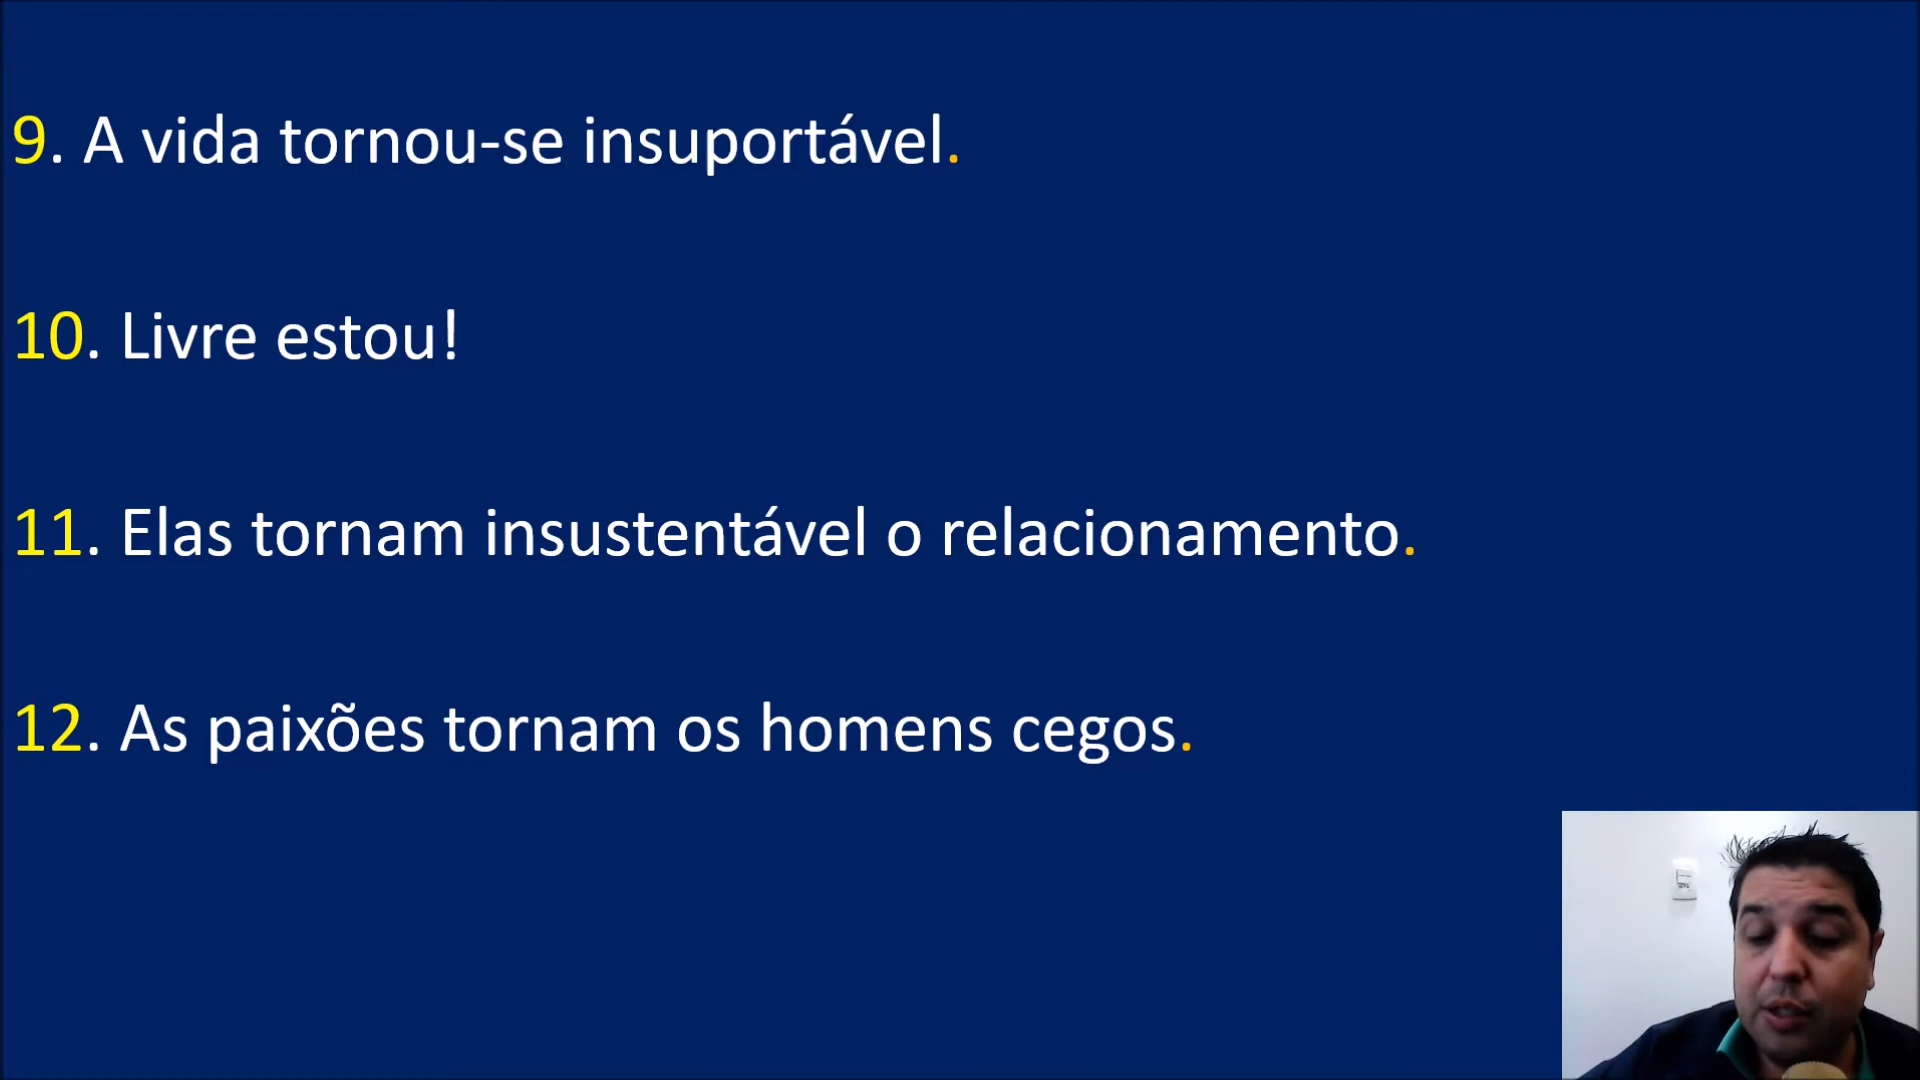 9. A vida tornou-se insuportável.
10. Livre estou!
11. Elas tornam insustentável o relacionamento.
12. As paixões tornam os homens cegos.